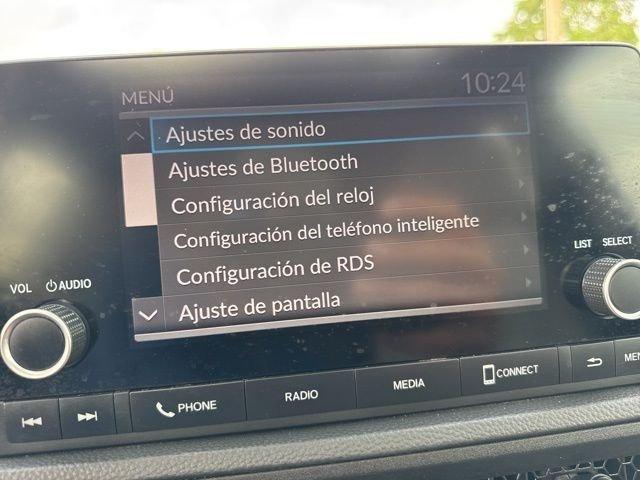 MENÚ 10:24
Ajustes de sonido
Ajustes de Bluetooth
Configuración del reloj
Configuración del teléfono inteligente
Configuración de RDS
Ajuste de pantalla
VOL AUDIO
LIST SELECT
PHONE RADIO MEDIA CONNECT